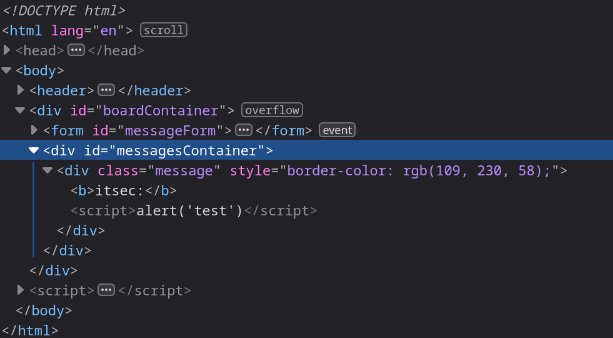 <!DOCTYPE html>
<html lang="en"> scroll
<head> ••• </head>
<body>
<header> ••• </header>
<div id="boardContainer"> overflow
<form id="messageForm"> ••• </form> event
<div id="messagesContainer">
<div class="message" style="border-color: rgb(109, 230, 58);">
<b>itsec:</b>
<script>alert('test')</script>
</div>
</div>
</div>
<script> ••• </script>
</body>
</html>